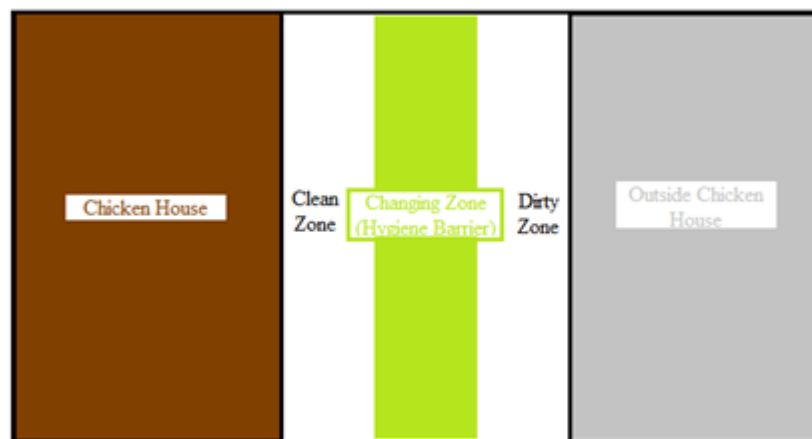 Chicken House
Clean
Zone
Changing Zone
(Hygiene Barrier)
Dirty
Zone
Outside Chicken
House